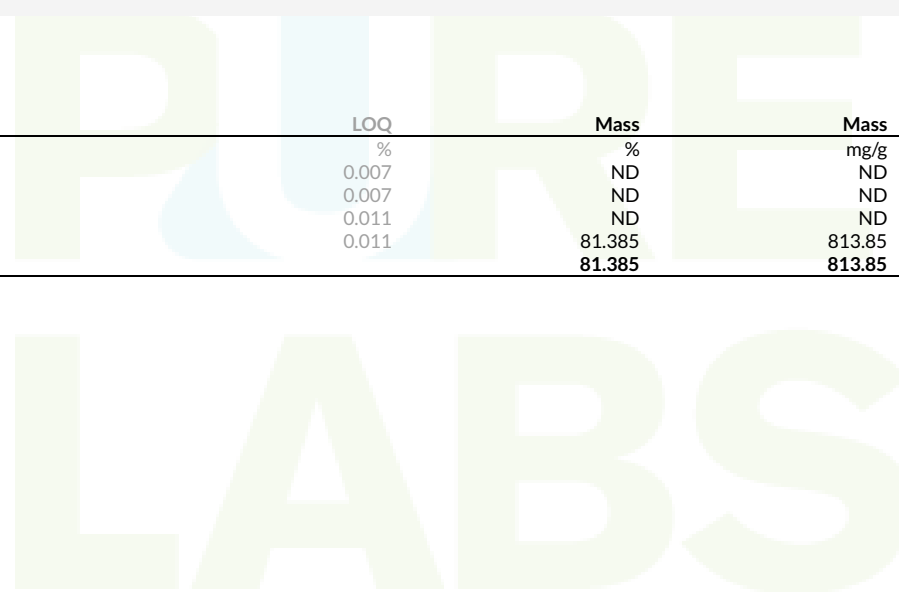 PURE
LOQ Mass Mass
% % mg/g
0.007 ND ND
0.007 ND ND
0.011 ND ND
0.011 81.385 813.85
81.385 813.85
LABS